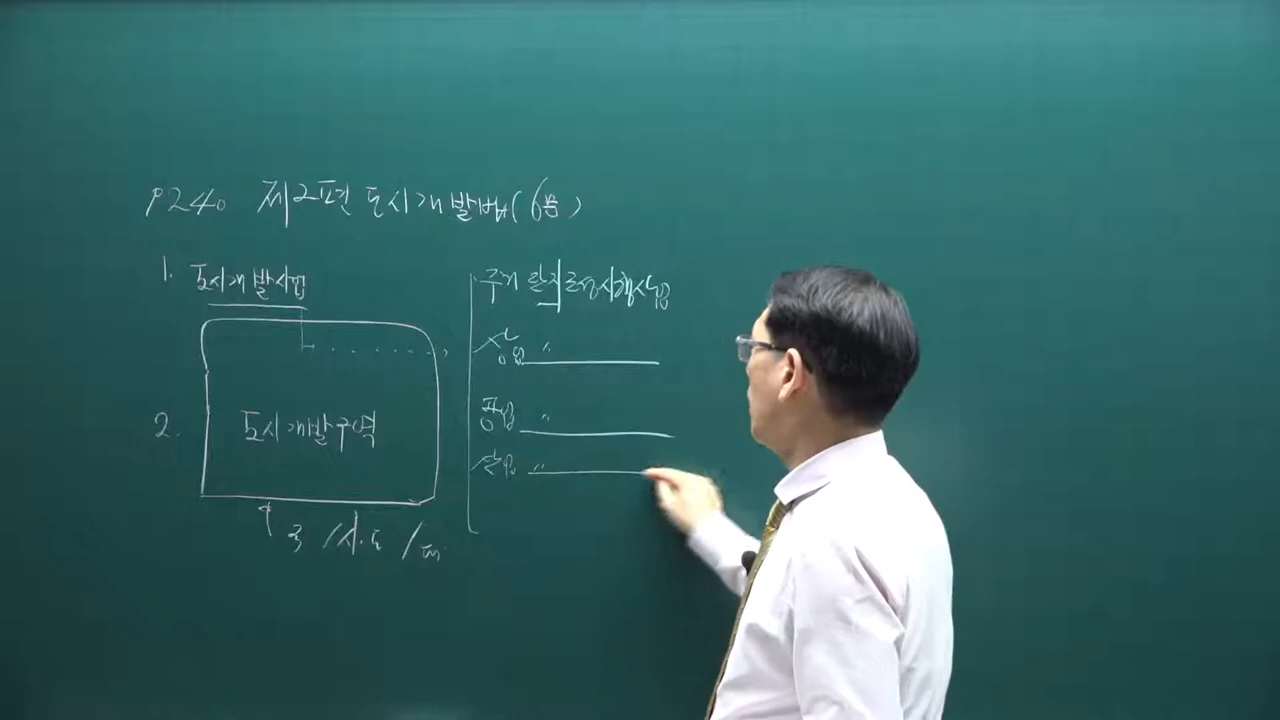 P240 제2편 도시개발법(6문)
1. 도시개발사업
2. 도시개발구역
국/시·도/대
주거 단지조성사업
상업 〃
공업 〃
산업 〃